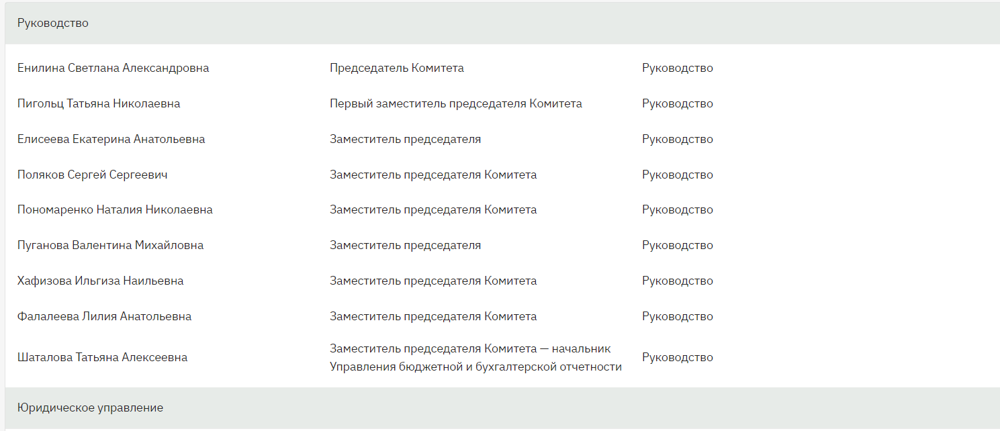 Руководство
Енилина Светлана Александровна Председатель Комитета Руководство
Пигольц Татьяна Николаевна Первый заместитель председателя Комитета Руководство
Елисеева Екатерина Анатольевна Заместитель председателя Руководство
Поляков Сергей Сергеевич Заместитель председателя Комитета Руководство
Пономаренко Наталия Николаевна Заместитель председателя Комитета Руководство
Пуганова Валентина Михайловна Заместитель председателя Руководство
Хафизова Ильгиза Наильевна Заместитель председателя Комитета Руководство
Фалалеева Лилия Анатольевна Заместитель председателя Комитета Руководство
Шаталова Татьяна Алексеевна Заместитель председателя Комитета — начальник
Управления бюджетной и бухгалтерской отчетности Руководство
Юридическое управление